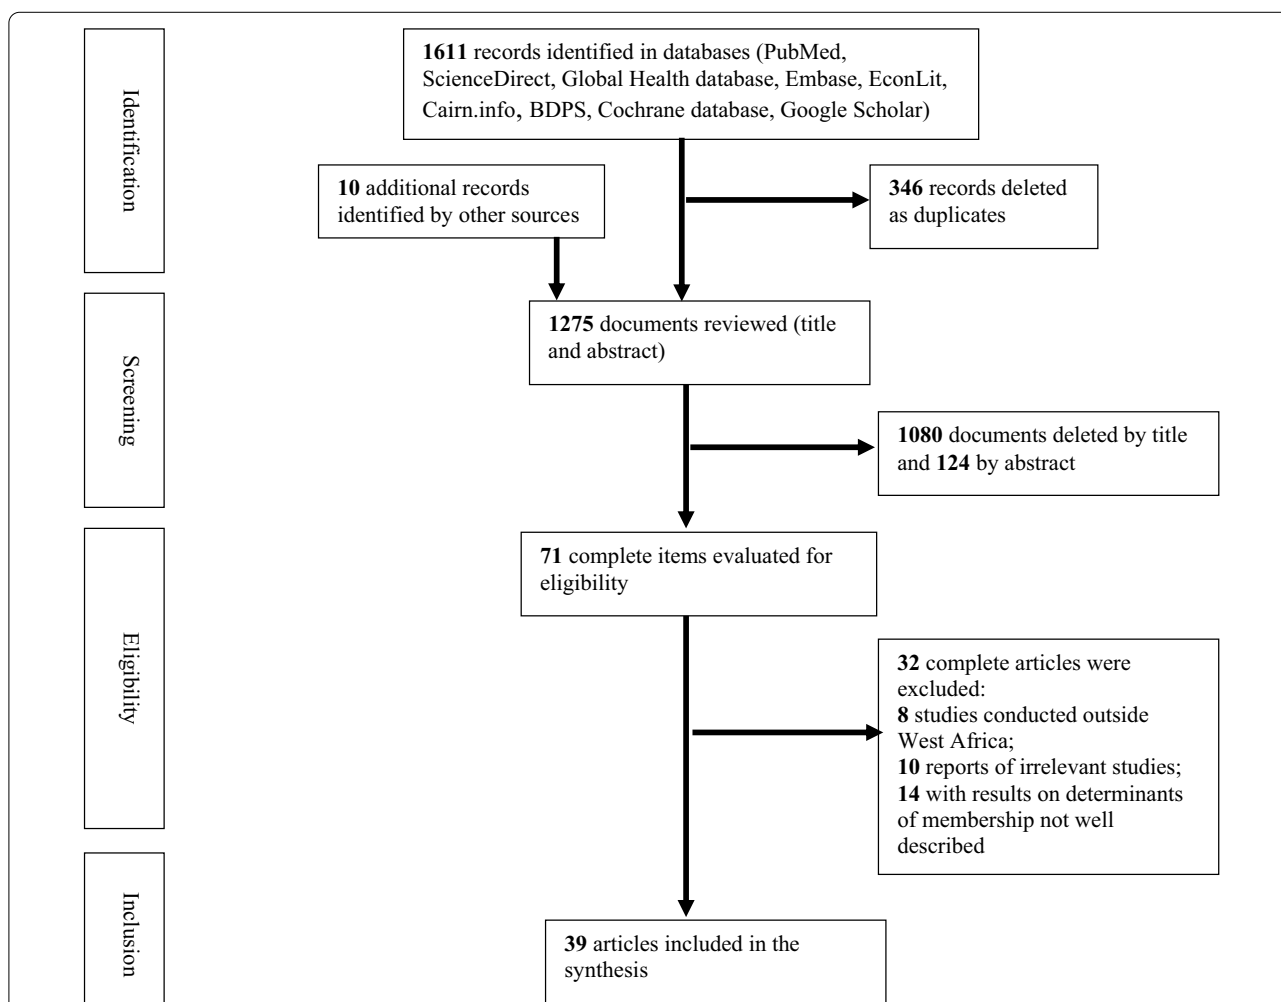 Identification
1611 records identified in databases (PubMed,
ScienceDirect, Global Health database, Embase, EconLit,
Cairn.info, BDPS, Cochrane database, Google Scholar)
10 additional records
identified by other sources
346 records deleted
as duplicates
Screening
1275 documents reviewed (title
and abstract)
1080 documents deleted by title
and 124 by abstract
Eligibility
71 complete items evaluated for
eligibility
32 complete articles were
excluded:
8 studies conducted outside
West Africa;
10 reports of irrelevant studies;
14 with results on determinants
of membership not well
described
Inclusion
39 articles included in the
synthesis